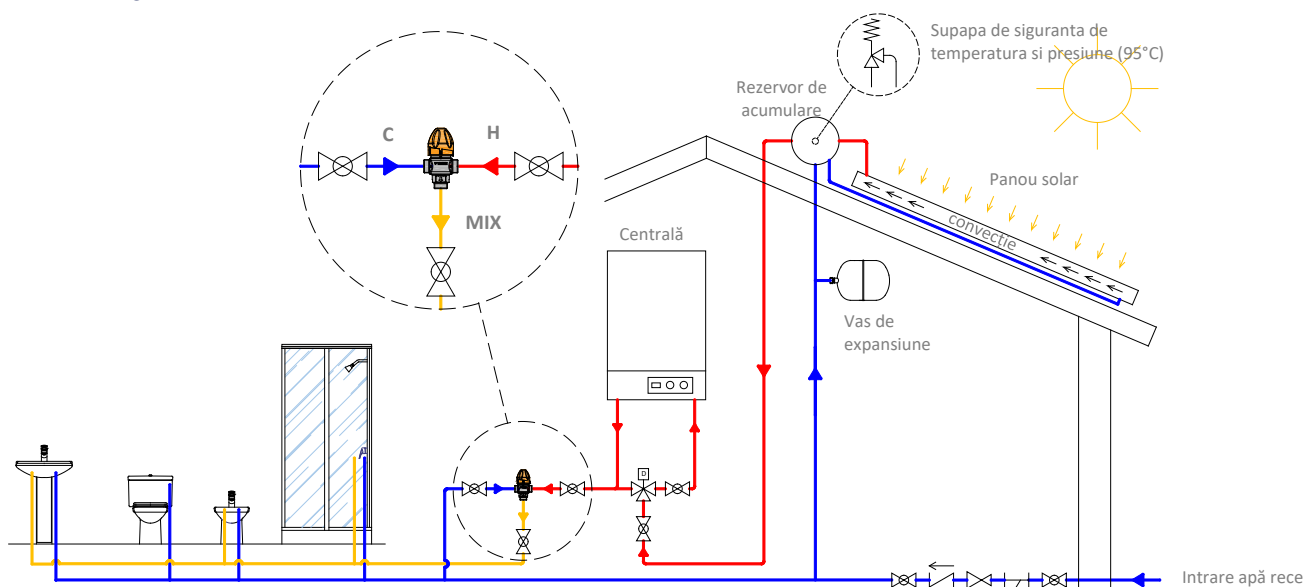 Supapa de siguranta de
temperatura si presiune (95°C)
Rezervor de
acumulare
C
H
MIX
Panou solar
convecție
Centrală
Vas de
expansiune
D
Intrare apă rece